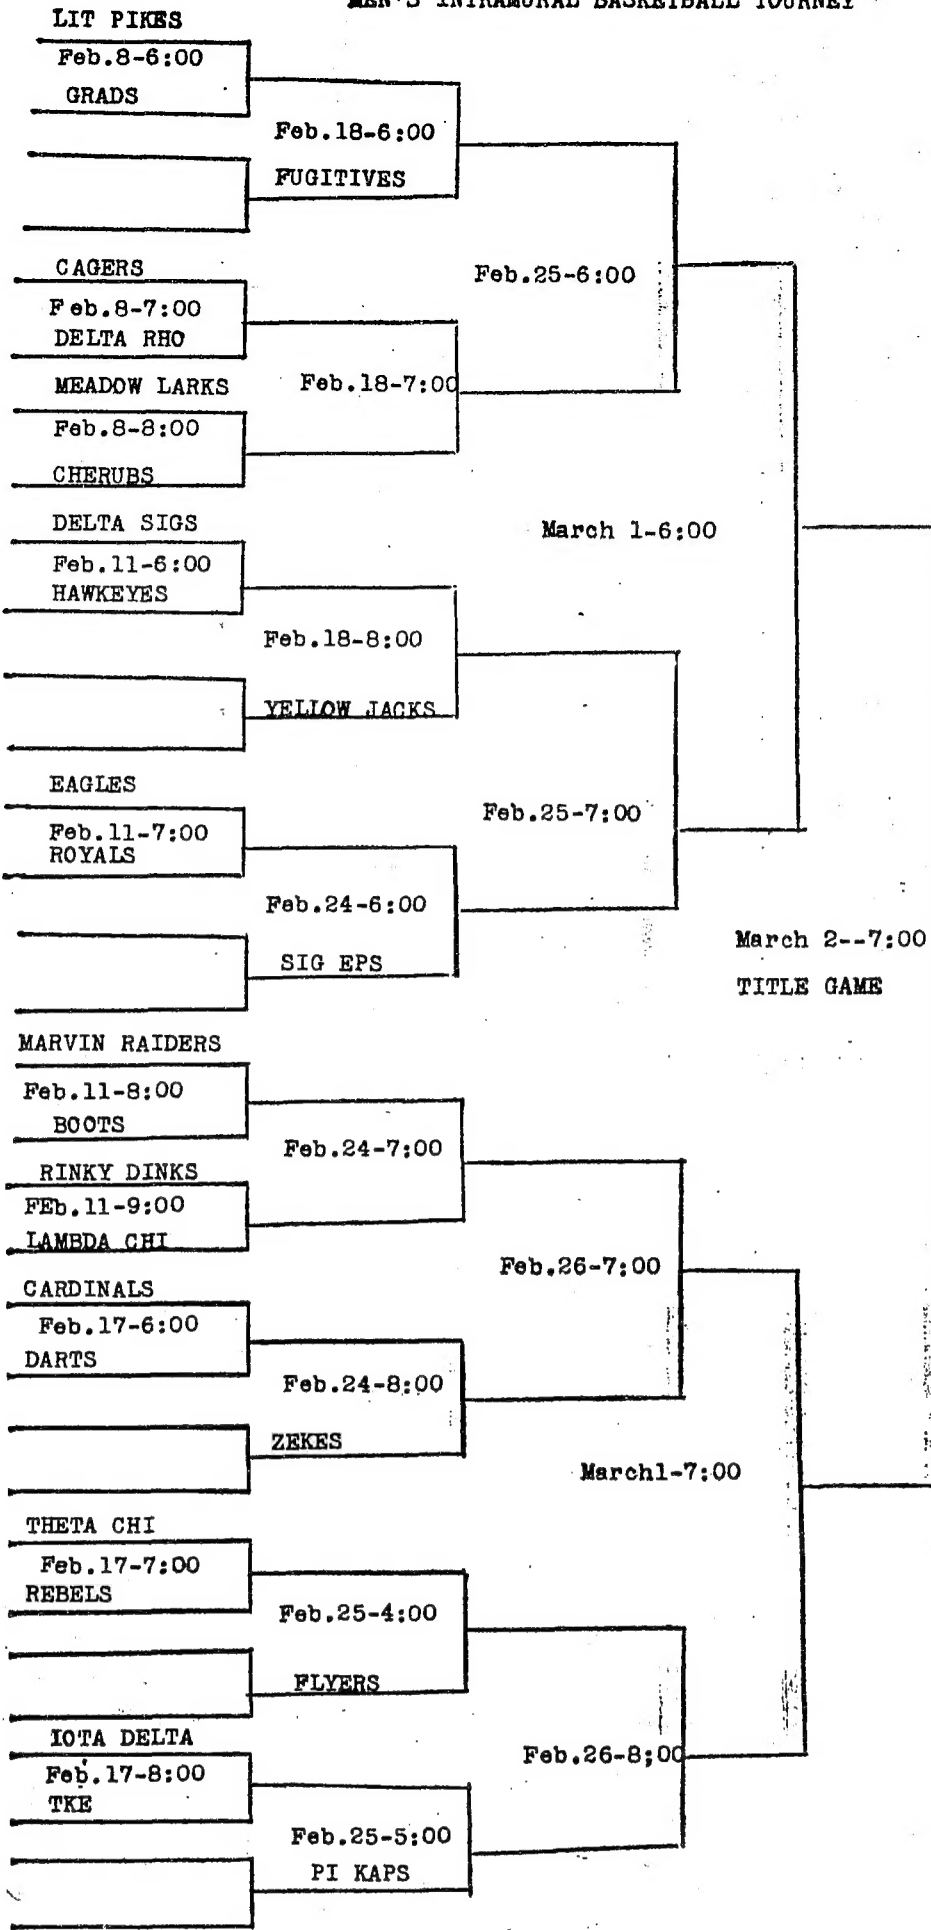 MEN'S INTRAMURAL BASKETBALL TOURNEY
LIT PIKES
Feb.8-6:00
GRADS
Feb.18-6:00
FUGITIVES
CAGERS
Feb.8-7:00
DELTA RHO
Feb.25-6:00
MEADOW LARKS
Feb.18-7:00
Feb.8-8:00
CHERUBS
DELTA SIGS
March 1-6:00
Feb.11-6:00
HAWKEYES
Feb.18-8:00
YELLOW JACKS
EAGLES
Feb.11-7:00
ROYALS
Feb.25-7:00
Feb.24-6:00
SIG EPS
March 2--7:00
TITLE GAME
MARVIN RAIDERS
Feb.11-8:00
BOOTS
Feb.24-7:00
RINKY DINKS
FEb.11-9:00
LAMBDA CHI
Feb.26-7:00
CARDINALS
Feb.17-6:00
DARTS
Feb.24-8:00
ZEKES
March1-7:00
THETA CHI
Feb.17-7:00
REBELS
Feb.25-4:00
FLYERS
IOTA DELTA
Feb.17-8:00
TKE
Feb.26-8;00
Feb.25-5:00
PI KAPS